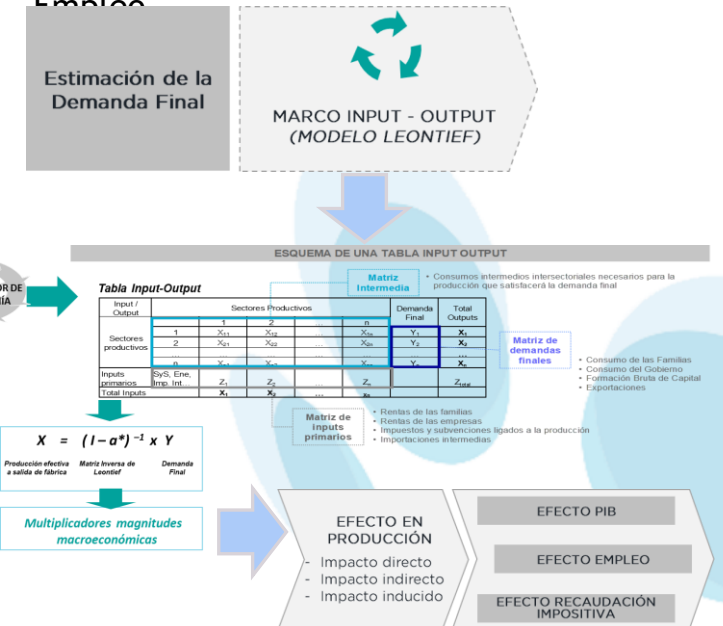 Empleo
Estimación de la
Demanda Final
MARCO INPUT - OUTPUT
(MODELO LEONTIEF)
ESQUEMA DE UNA TABLA INPUT OUTPUT
Tabla Input-Output
Matriz
Intermedia
• Consumos intermedios intersectoriales necesarios para la
producción que satisfacerá la demanda final
Input /
Output
Sectores Productivos
Demanda
Final
Total
Outputs
1 2 ... n
Sectores
productivos
1 X₁₁ X₁₂ X₁ₙ Y₁ X₁
2 X₂₁ X₂₂ ... X₂ₙ Y₂ X₂
... ... ...
n
Inputs
primarios
SyS, Ene,
Imp. Int....
Z₁ Z₂ ... Zₙ Z total
Total Inputs X₁ X₂ ... xₙ
Matriz de
demandas
finales
• Consumo de las Familias
• Consumo del Gobierno
• Formación Bruta de Capital
• Exportaciones
Matriz de
inputs
primarios
• Rentas de las familias
• Rentas de las empresas
• Impuestos y subvenciones ligados a la producción
• Importaciones intermedias
OR DE
ÍA
X = ( I – a*) ⁻¹ x Y
Producción efectiva
a salida de fábrica
Matriz Inversa de
Leontief
Demanda
Final
Multiplicadores magnitudes
macroeconómicas
EFECTO EN
PRODUCCIÓN
- Impacto directo
- Impacto indirecto
- Impacto inducido
EFECTO PIB
EFECTO EMPLEO
EFECTO RECAUDACIÓN
IMPOSITIVA